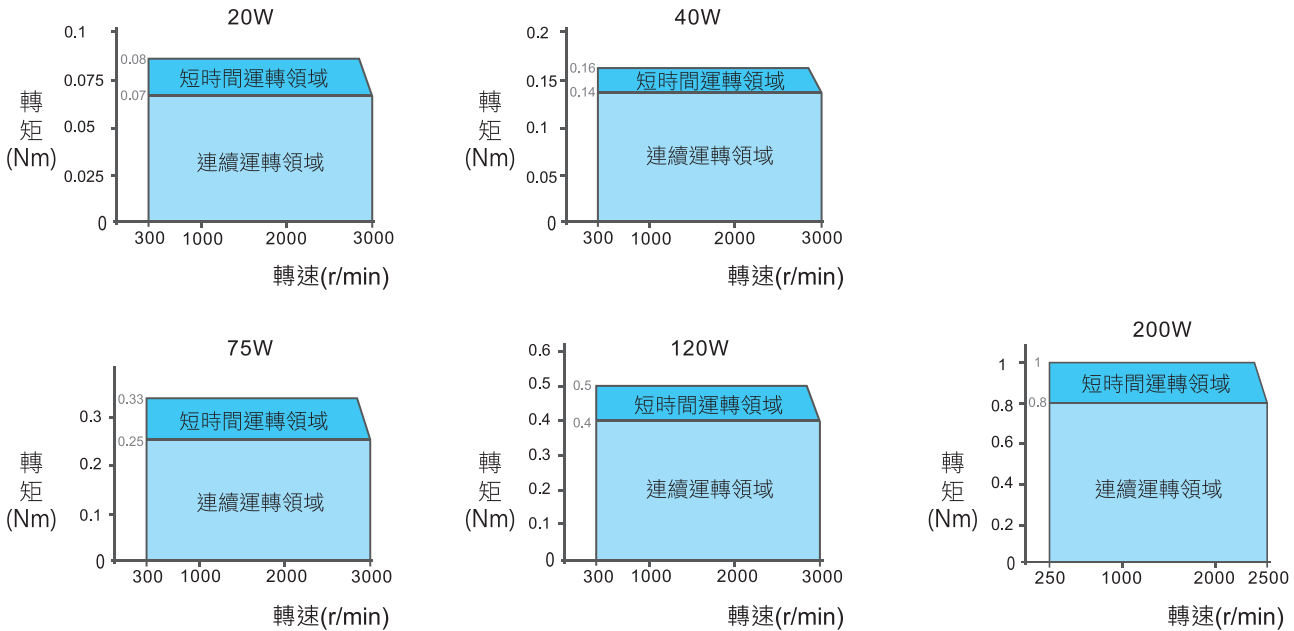 20W
0.1
0.08
短時間運轉領域
0.075
0.07
轉
矩
(Nm)
0.05
連續運轉領域
0.025
0
300
1000
2000
3000
轉速(r/min)
40W
0.2
0.16
短時間運轉領域
0.15
0.14
轉
矩
(Nm)
0.1
連續運轉領域
0.05
0
300
1000
2000
3000
轉速(r/min)
75W
0.33
短時間運轉領域
0.3
0.25
0.2
轉
矩
(Nm)
連續運轉領域
0.1
0
300
1000
2000
3000
轉速(r/min)
120W
0.6
0.5
0.5
短時間運轉領域
0.4
0.4
0.3
轉
矩
(Nm)
連續運轉領域
0.2
0.1
0
300
1000
2000
3000
轉速(r/min)
200W
1
1
短時間運轉領域
0.8
0.8
0.6
轉
矩
(Nm)
連續運轉領域
0.4
0.2
0
250
1000
2000
2500
轉速(r/min)